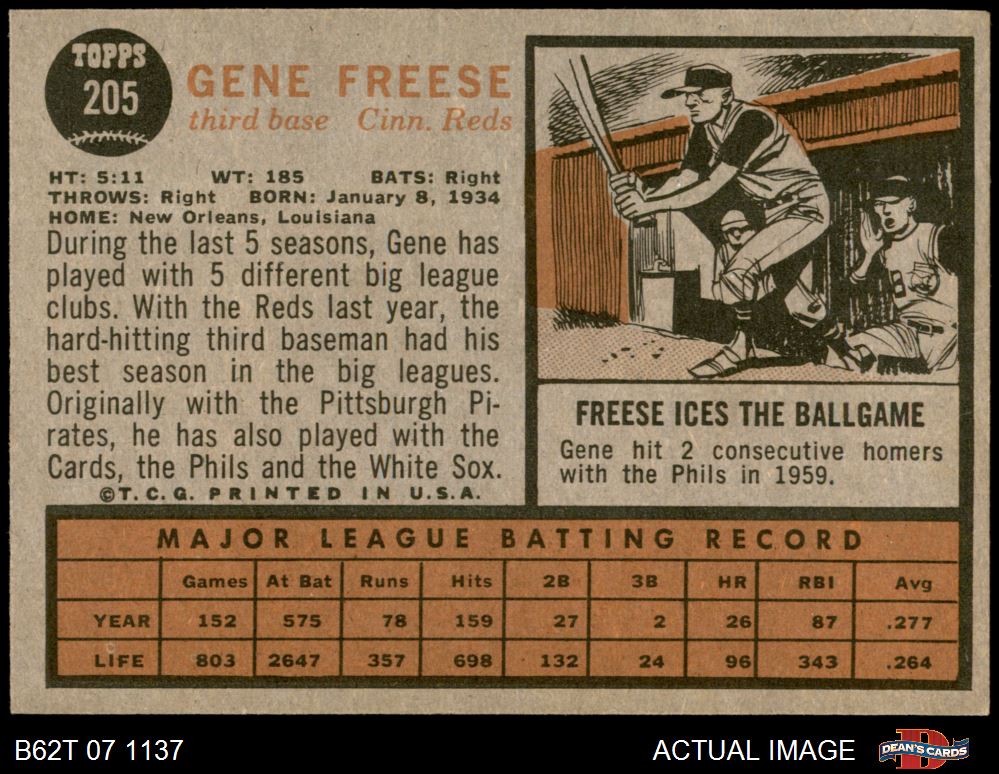 TOPPS
205
GENE FREESE
third base Cinn. Reds
HT: 5:11 WT: 185 BATS: Right
THROWS: Right BORN: January 8, 1934
HOME: New Orleans, Louisiana
During the last 5 seasons, Gene has
played with 5 different big league
clubs. With the Reds last year, the
hard-hitting third baseman had his
best season in the big leagues.
Originally with the Pittsburgh Pi-
rates, he has also played with the
Cards, the Phils and the White Sox.
©T.C.G. PRINTED IN U.S.A.
FREESE ICES THE BALLGAME
Gene hit 2 consecutive homers
with the Phils in 1959.
MAJOR LEAGUE BATTING RECORD
Games At Bat Runs Hits 2B 3B HR RBI Avg
YEAR 152 575 78 159 27 2 26 87 .277
LIFE 803 2647 357 698 132 24 96 343 .264
B62T 07 1137 ACTUAL IMAGE DEAN'S CARDS